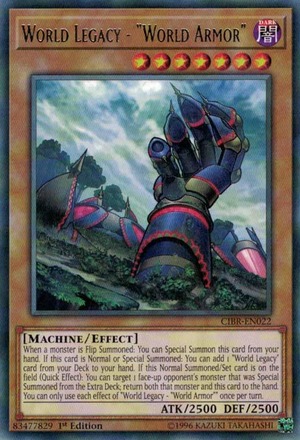 World Legacy - "World Armor"
DARK
闇
CIBR-EN022
[Machine/Effect]
When a monster is Flip Summoned: You can Special Summon this card from your
hand. If this card is Normal or Special Summoned: You can add 1 "World Legacy"
card from your Deck to your hand. If this Normal Summoned/Set card is on the
field (Quick Effect): You can target 1 face-up opponent's monster that was Special
Summoned from the Extra Deck; return both that monster and this card to the hand.
You can only use each effect of "World Legacy - "World Armor"" once per turn.
ATK/2500 DEF/2500
83477829 1st Edition ©1996 KAZUKI TAKAHASHI